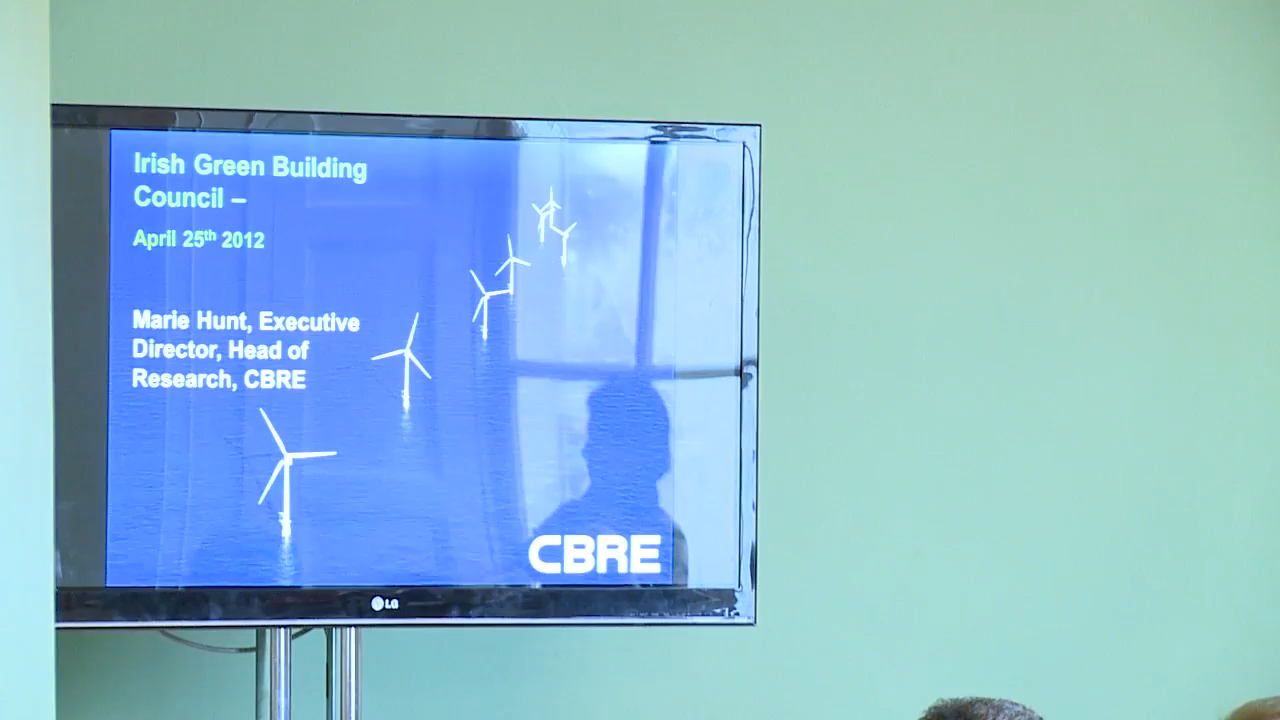 Irish Green Building
Council –
April 25th 2012
Marie Hunt, Executive
Director, Head of
Research, CBRE
CBRE
LG